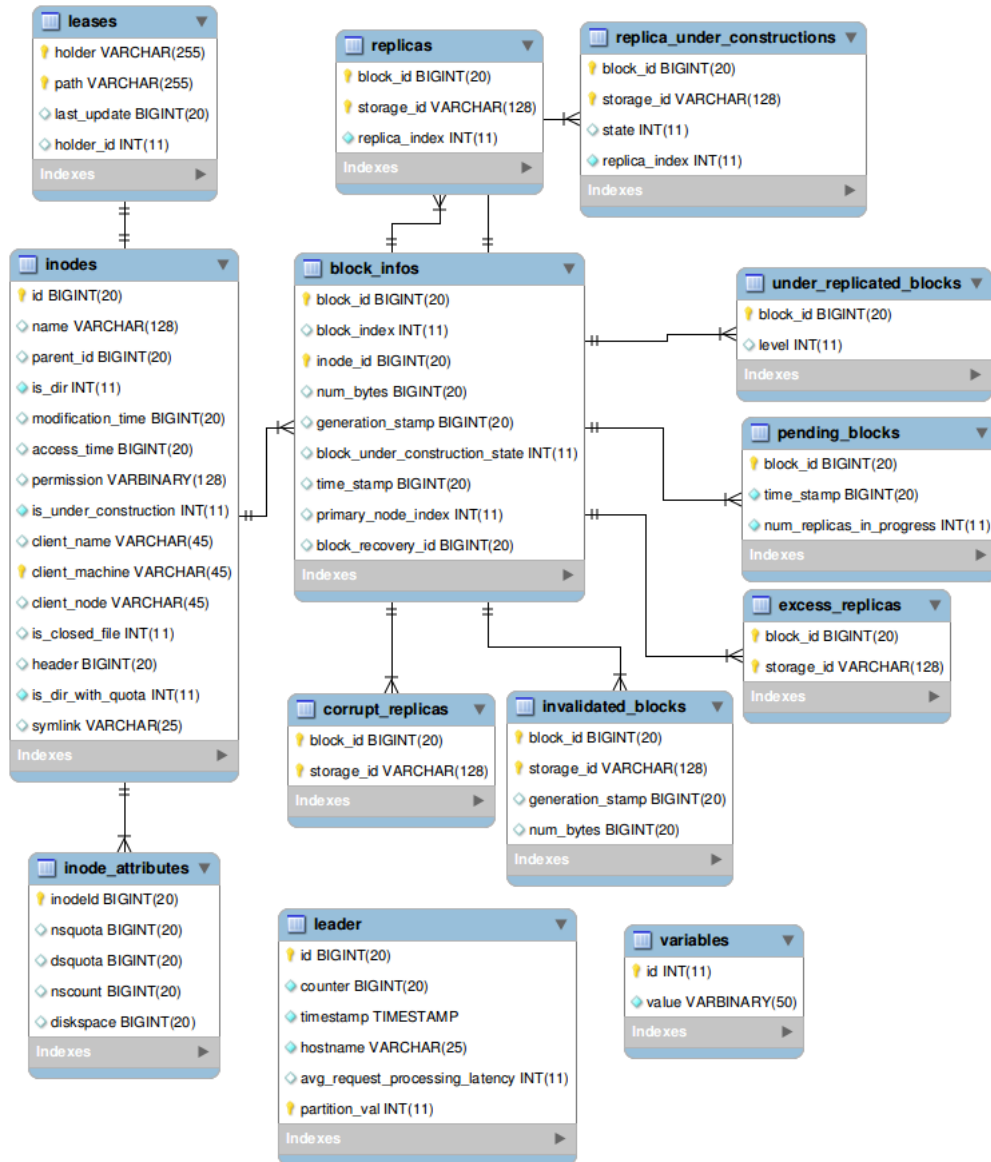 leases
holder VARCHAR(255)
path VARCHAR(255)
last_update BIGINT(20)
holder_id INT(11)
Indexes
replicas
block_id BIGINT(20)
storage_id VARCHAR(128)
replica_index INT(11)
Indexes
replica_under_constructions
block_id BIGINT(20)
storage_id VARCHAR(128)
state INT(11)
replica_index INT(11)
Indexes
inodes
id BIGINT(20)
name VARCHAR(128)
parent_id BIGINT(20)
is_dir INT(11)
modification_time BIGINT(20)
access_time BIGINT(20)
permission VARBINARY(128)
is_under_construction INT(11)
client_name VARCHAR(45)
client_machine VARCHAR(45)
client_node VARCHAR(45)
is_closed_file INT(11)
header BIGINT(20)
is_dir_with_quota INT(11)
symlink VARCHAR(25)
Indexes
block_infos
block_id BIGINT(20)
block_index INT(11)
inode_id BIGINT(20)
num_bytes BIGINT(20)
generation_stamp BIGINT(20)
block_under_construction_state INT(11)
time_stamp BIGINT(20)
primary_node_index INT(11)
block_recovery_id BIGINT(20)
Indexes
under_replicated_blocks
block_id BIGINT(20)
level INT(11)
Indexes
pending_blocks
block_id BIGINT(20)
time_stamp BIGINT(20)
num_replicas_in_progress INT(11)
Indexes
excess_replicas
block_id BIGINT(20)
storage_id VARCHAR(128)
Indexes
corrupt_replicas
block_id BIGINT(20)
storage_id VARCHAR(128)
Indexes
invalidated_blocks
block_id BIGINT(20)
storage_id VARCHAR(128)
generation_stamp BIGINT(20)
num_bytes BIGINT(20)
Indexes
inode_attributes
inodeId BIGINT(20)
nsquota BIGINT(20)
dsquota BIGINT(20)
nscount BIGINT(20)
diskspace BIGINT(20)
Indexes
leader
id BIGINT(20)
counter BIGINT(20)
timestamp TIMESTAMP
hostname VARCHAR(25)
avg_request_processing_latency INT(11)
partition_val INT(11)
Indexes
variables
id INT(11)
value VARBINARY(50)
Indexes